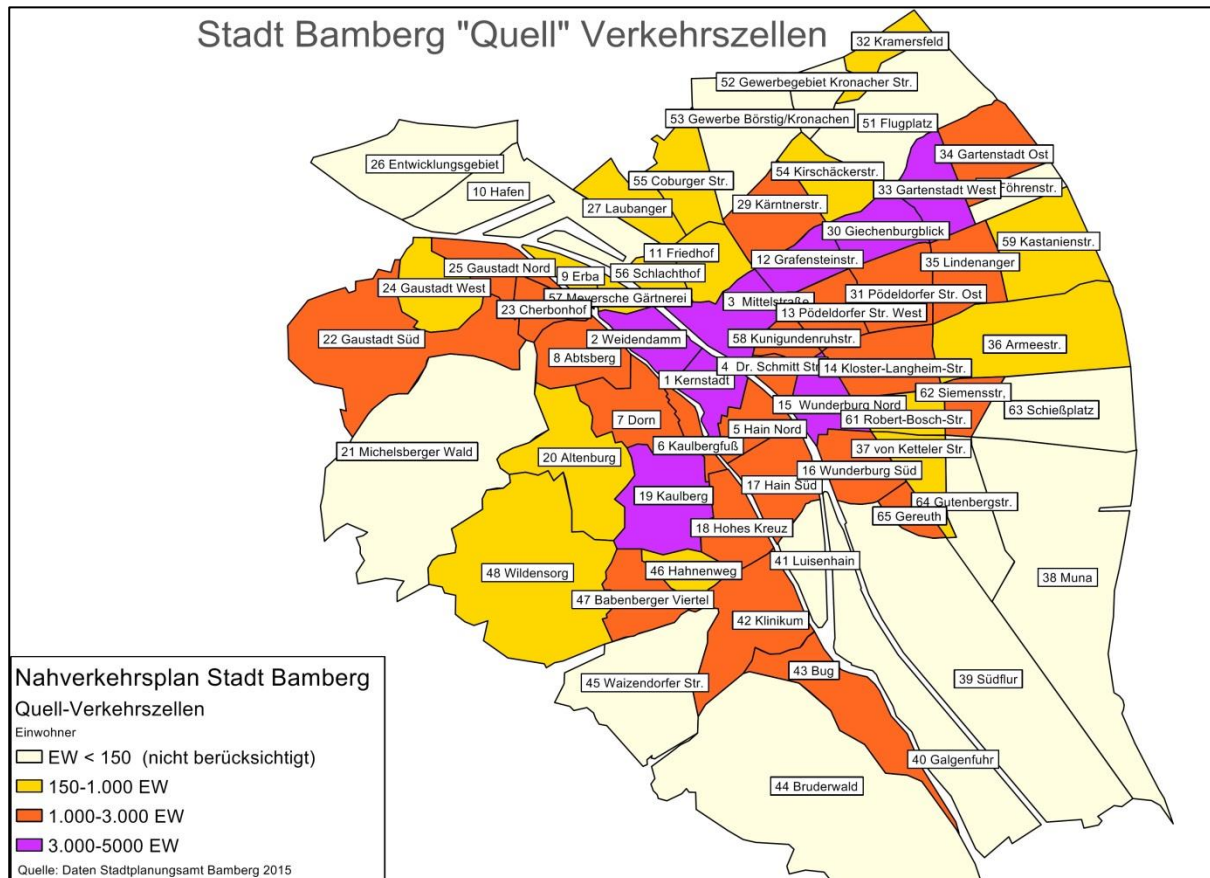 Stadt Bamberg "Quell" Verkehrszellen
32 Kramersfeld
52 Gewerbegebiet Kronacher Str.
53 Gewerbe Börstig/Kronachen
51 Flugplatz
34 Gartenstadt Ost
26 Entwicklungsgebiet
54 Kirschäckerstr.
55 Coburger Str.
33 Gartenstadt West
Föhrenstr.
10 Hafen
27 Laubanger
29 Kärntnerstr.
30 Giechenburgblick
59 Kastanienstr.
11 Friedhof
12 Grafensteinstr.
35 Lindenanger
25 Gaustadt Nord
9 Erba
56 Schlachthof
24 Gaustadt West
57 Meyersche Gärtnerei
3 Mittelstraße
31 Pödeldorfer Str. Ost
23 Cherbonhof
13 Pödeldorfer Str. West
22 Gaustadt Süd
2 Weidendamm
58 Kunigundenruhstr.
36 Armeestr.
8 Abtsberg
4 Dr. Schmitt Str
14 Kloster-Langheim-Str.
1 Kernstadt
62 Siemensstr,
15 Wunderburg Nord
63 Schießplatz
7 Dorn
61 Robert-Bosch-Str.
5 Hain Nord
21 Michelsberger Wald
6 Kaulbergfuß
37 von Ketteler Str.
20 Altenburg
16 Wunderburg Süd
17 Hain Süd
19 Kaulberg
64 Gutenbergstr.
65 Gereuth
18 Hohes Kreuz
41 Luisenhain
46 Hahnenweg
48 Wildensorg
38 Muna
47 Babenberger Viertel
42 Klinikum
43 Bug
39 Südflur
45 Waizendorfer Str.
40 Galgenfuhr
44 Bruderwald
Nahverkehrsplan Stadt Bamberg
Quell-Verkehrszellen
Einwohner
EW < 150 (nicht berücksichtigt)
150-1.000 EW
1.000-3.000 EW
3.000-5000 EW
Quelle: Daten Stadtplanungsamt Bamberg 2015